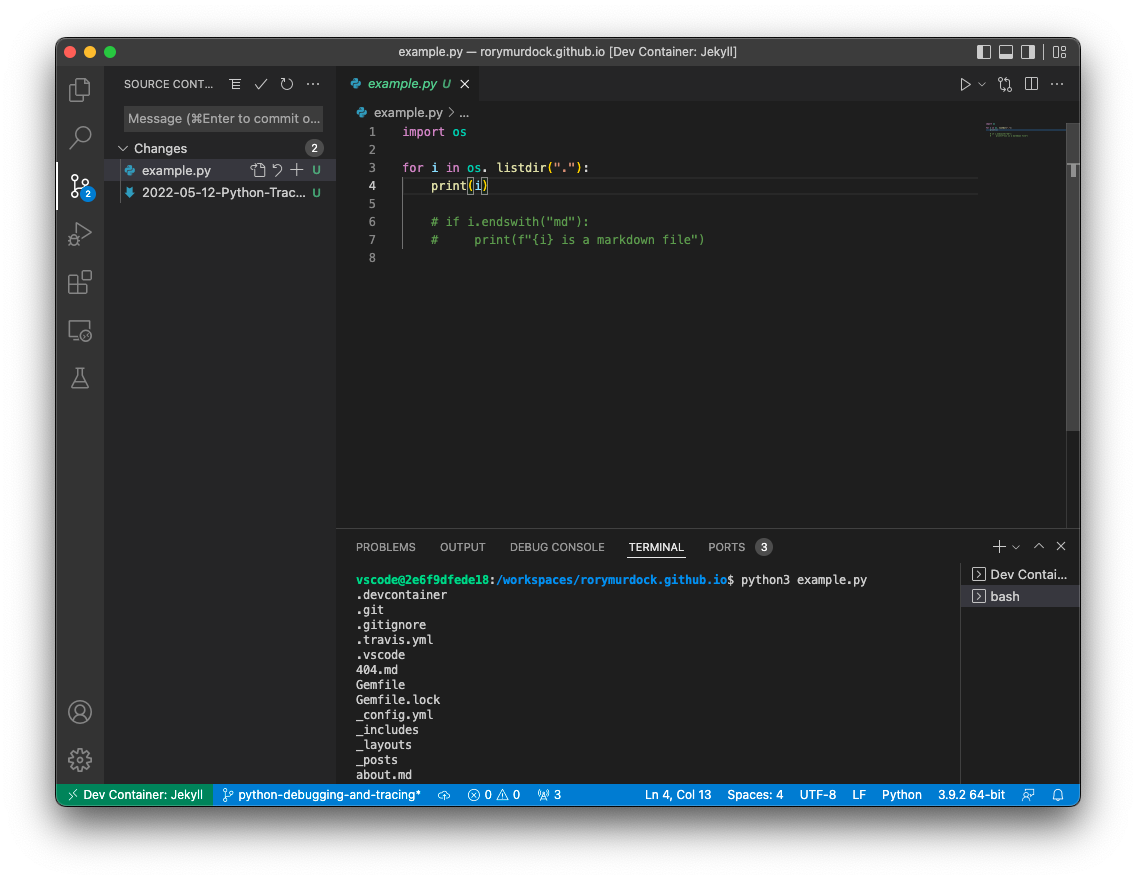 example.py — rorymurdock.github.io [Dev Container: Jekyll]
SOURCE CONT...
example.py U
Message (⌘Enter to commit o...
example.py > ...
Changes 2
example.py U
2022-05-12-Python-Trac... U
2
1 import os
2
3 for i in os. listdir("."):
4     print(i)
5
6     # if i.endswith("md"):
7     #     print(f"{i} is a markdown file")
8
PROBLEMS OUTPUT DEBUG CONSOLE TERMINAL PORTS 3
vscode@2e6f9dfede18:/workspaces/rorymurdock.github.io$ python3 example.py
.devcontainer
.git
.gitignore
.travis.yml
.vscode
404.md
Gemfile
Gemfile.lock
_config.yml
_includes
_layouts
_posts
about.md
Dev Contai...
bash
Dev Container: Jekyll python-debugging-and-tracing* 0 0 3 Ln 4, Col 13 Spaces: 4 UTF-8 LF Python 3.9.2 64-bit